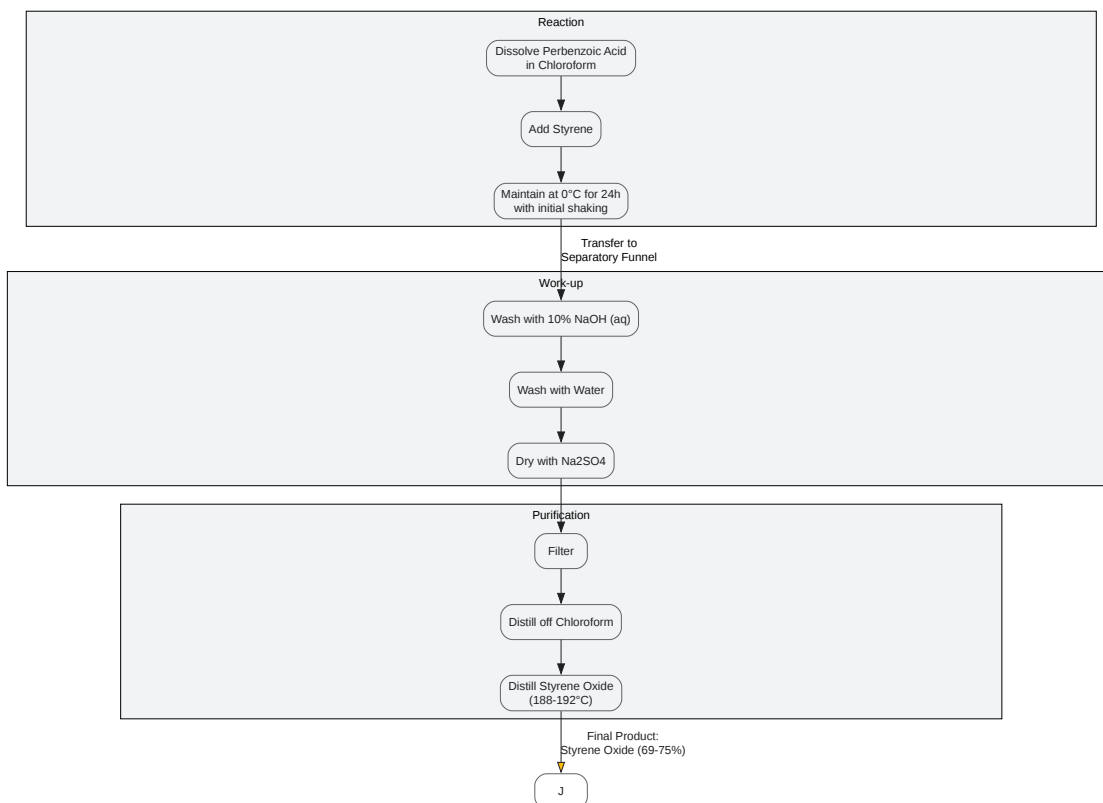 Reaction
Dissolve Perbenzoic Acid
in Chloroform
Add Styrene
Maintain at 0°C for 24h
with initial shaking
Transfer to
Separatory Funnel
Work-up
Wash with 10% NaOH (aq)
Wash with Water
Dry with Na2SO4
Purification
Filter
Distill off Chloroform
Distill Styrene Oxide
(188-192°C)
Final Product:
Styrene Oxide (69-75%)
J